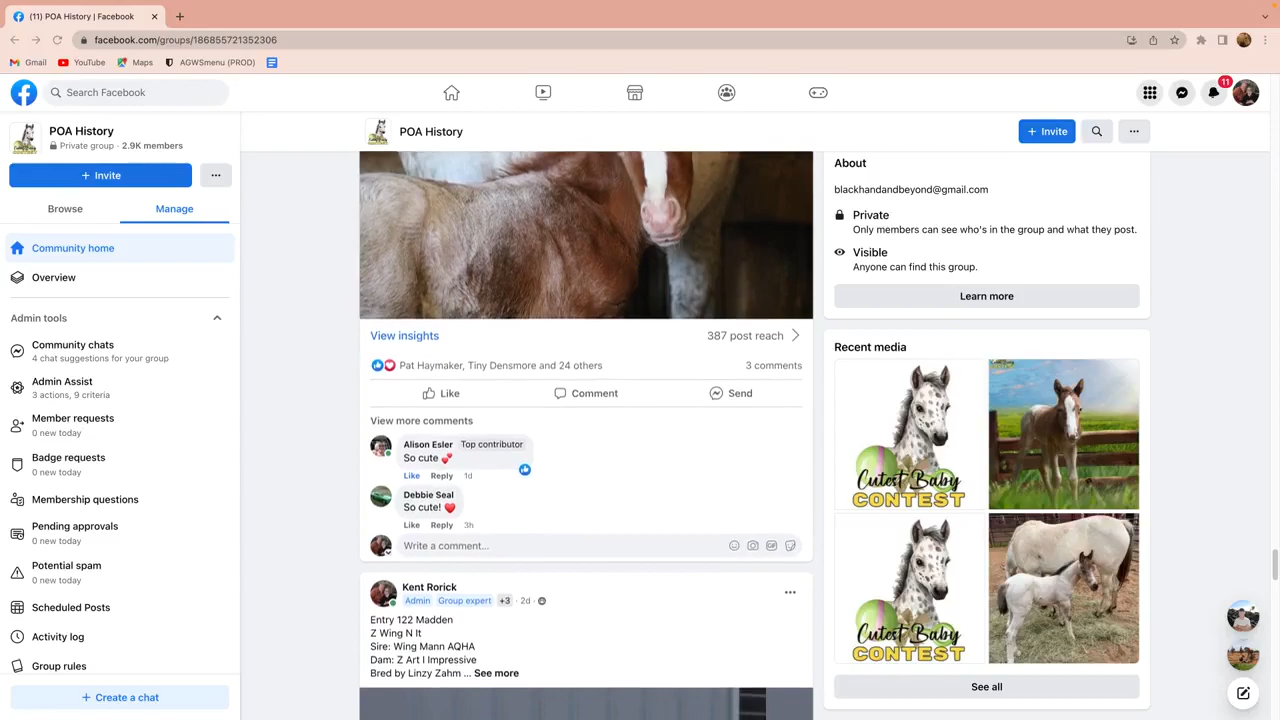 (11) POA History | Facebook
facebook.com/groups/186855721352306
Gmail YouTube Maps AGWSmenu (PROD)
Search Facebook
11
POA History
Private group · 2.9K members
+ Invite
Browse Manage
Community home
Overview
Admin tools
Community chats
4 chat suggestions for your group
Admin Assist
3 actions, 9 criteria
Member requests
0 new today
Badge requests
0 new today
Membership questions
Pending approvals
0 new today
Potential spam
0 new today
Scheduled Posts
Activity log
Group rules
+ Create a chat
POA History
+ Invite
View insights 387 post reach
Pat Haymaker, Tiny Densmore and 24 others 3 comments
Like Comment Send
View more comments
Alison Esler Top contributor
So cute 💕
Like Reply 1d
Debbie Seal
So cute! ❤️
Like Reply 3h
Write a comment...
Kent Rorick
Admin Group expert +3 · 2d ·
Entry 122 Madden
Z Wing N It
Sire: Wing Mann AQHA
Dam: Z Art I Impressive
Bred by Linzy Zahm ... See more
About
blackhandandbeyond@gmail.com
Private
Only members can see who's in the group and what they post.
Visible
Anyone can find this group.
Learn more
Recent media
Cutest Baby
CONTEST
Cutest Baby
CONTEST
See all